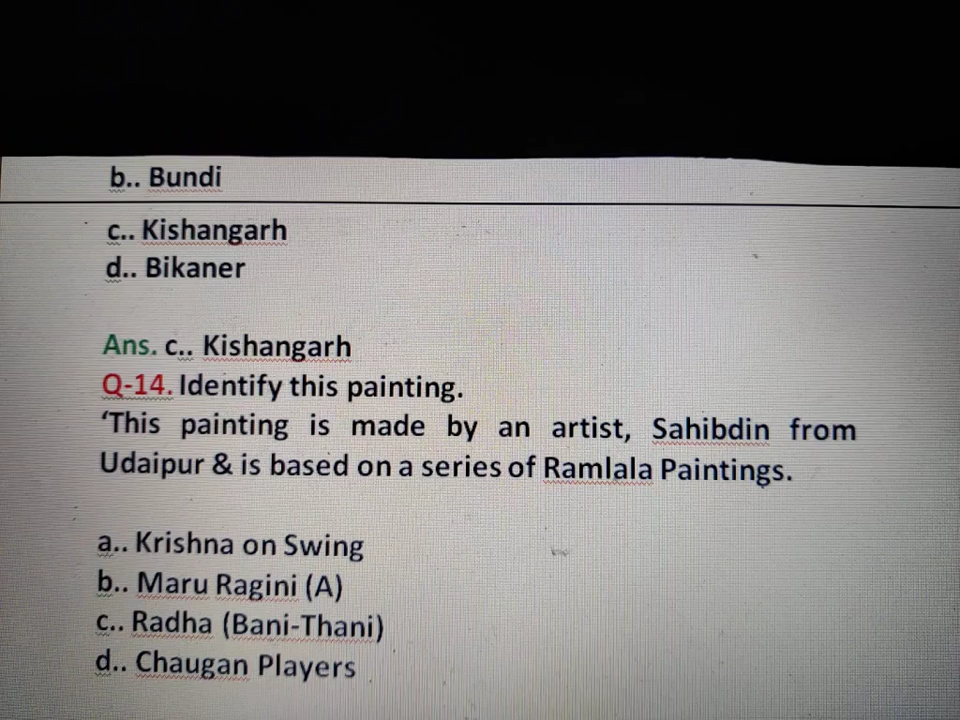 b.. Bundi
c.. Kishangarh
d.. Bikaner
Ans. c.. Kishangarh
Q-14. Identify this painting.
‘This painting is made by an artist, Sahibdin from
Udaipur & is based on a series of Ramlala Paintings.
a.. Krishna on Swing
b.. Maru Ragini (A)
c.. Radha (Bani-Thani)
d.. Chaugan Players